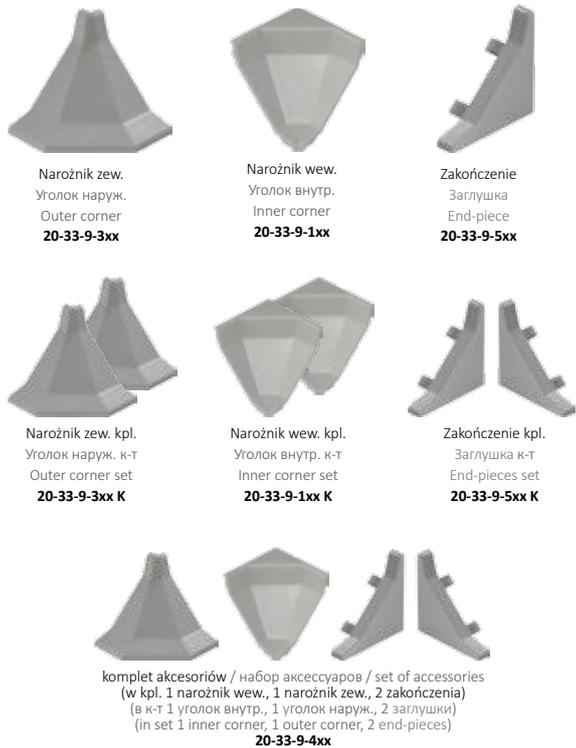 Narożnik zew.
Уголок наруж.
Outer corner
20-33-9-3xx
Narożnik wew.
Уголок внутр.
Inner corner
20-33-9-1xx
Zakończenie
Заглушка
End-piece
20-33-9-5xx
Narożnik zew. kpl.
Уголок наруж. к-т
Outer corner set
20-33-9-3xx K
Narożnik wew. kpl.
Уголок внутр. к-т
Inner corner set
20-33-9-1xx K
Zakończenie kpl.
Заглушка к-т
End-pieces set
20-33-9-5xx K
komplet akcesoriów / набор аксессуаров / set of accessories
(w kpl. 1 narożnik wew., 1 narożnik zew., 2 zakończenia)
(в к-т 1 уголок внутр., 1 уголок наруж., 2 заглушки)
(in set 1 inner corner, 1 outer corner, 2 end-pieces)
20-33-9-4xx